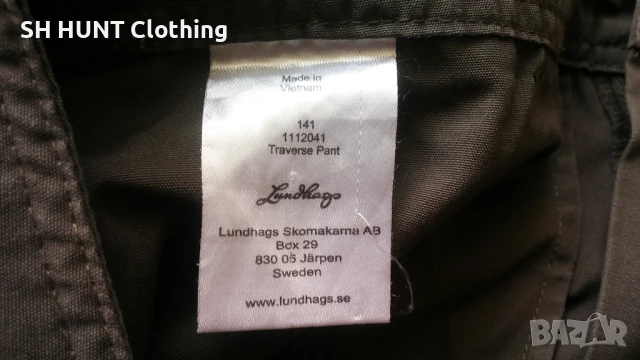 SH HUNT Clothing
Made in
Vietnam
141
1112041
Traverse Pant
Lundhags
Lundhags Skomakarna AB
Box 29
830 05 Järpen
Sweden
www.lundhags.se
BAZAR